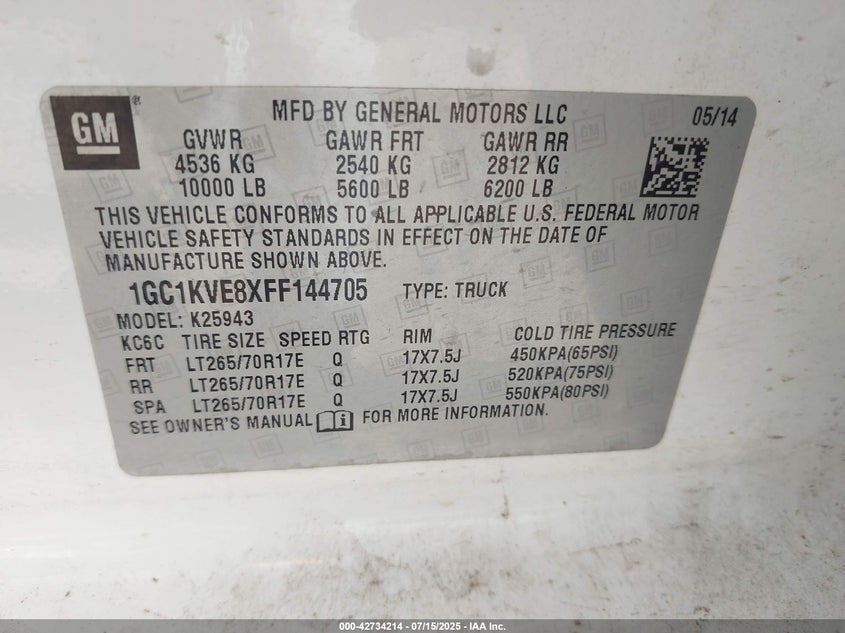 GM
MFD BY GENERAL MOTORS LLC 05/14
GVWR GAWR FRT GAWR RR
4536 KG 2540 KG 2812 KG
10000 LB 5600 LB 6200 LB
THIS VEHICLE CONFORMS TO ALL APPLICABLE U.S. FEDERAL MOTOR
VEHICLE SAFETY STANDARDS IN EFFECT ON THE DATE OF
MANUFACTURE SHOWN ABOVE.
1GC1KVE8XFF144705 TYPE: TRUCK
MODEL: K25943
KC6C TIRE SIZE SPEED RTG RIM COLD TIRE PRESSURE
FRT LT265/70R17E Q 17X7.5J 450KPA(65PSI)
RR LT265/70R17E Q 17X7.5J 520KPA(75PSI)
SPA LT265/70R17E Q 17X7.5J 550KPA(80PSI)
SEE OWNER'S MANUAL FOR MORE INFORMATION.
000-42734214 - 07/15/2025 - IAA Inc.